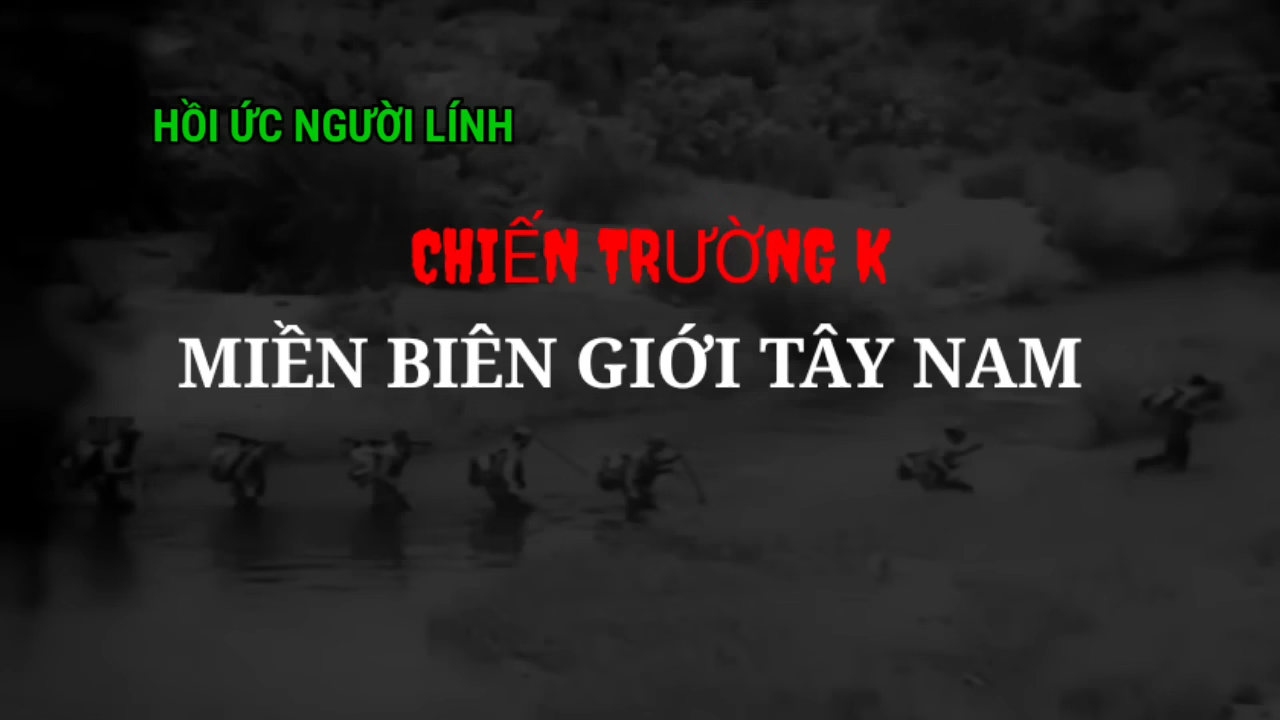 HỒI ỨC NGƯỜI LÍNH
CHIẾN TRƯỜNG K
MIỀN BIÊN GIỚI TÂY NAM